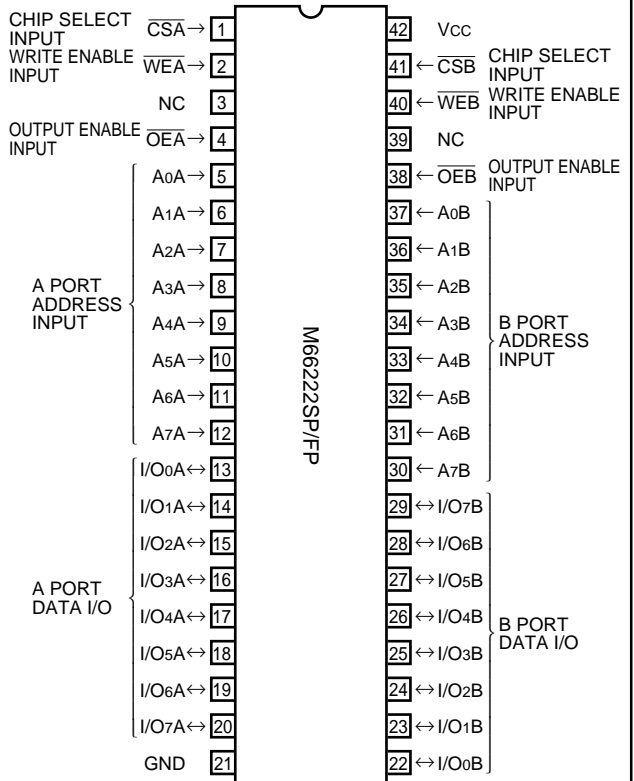 CHIP SELECT
INPUT
CSA→ 1
WRITE ENABLE
INPUT
WEA→ 2
NC 3
OUTPUT ENABLE
INPUT
OEA→ 4
A PORT
ADDRESS
INPUT
A0A→ 5
A1A→ 6
A2A→ 7
A3A→ 8
A4A→ 9
A5A→ 10
A6A→ 11
A7A→ 12
A PORT
DATA I/O
I/O0A↔ 13
I/O1A↔ 14
I/O2A↔ 15
I/O3A↔ 16
I/O4A↔ 17
I/O5A↔ 18
I/O6A↔ 19
I/O7A↔ 20
GND 21
M66222SP/FP
42 Vcc
41 ←CSB
CHIP SELECT
INPUT
40 ←WEB
WRITE ENABLE
INPUT
39 NC
38 ←OEB
OUTPUT ENABLE
INPUT
37 ←A0B
36 ←A1B
35 ←A2B
34 ←A3B
33 ←A4B
32 ←A5B
31 ←A6B
30 ←A7B
B PORT
ADDRESS
INPUT
29 ↔I/O7B
28 ↔I/O6B
27 ↔I/O5B
26 ↔I/O4B
25 ↔I/O3B
24 ↔I/O2B
23 ↔I/O1B
22 ↔I/O0B
B PORT
DATA I/O